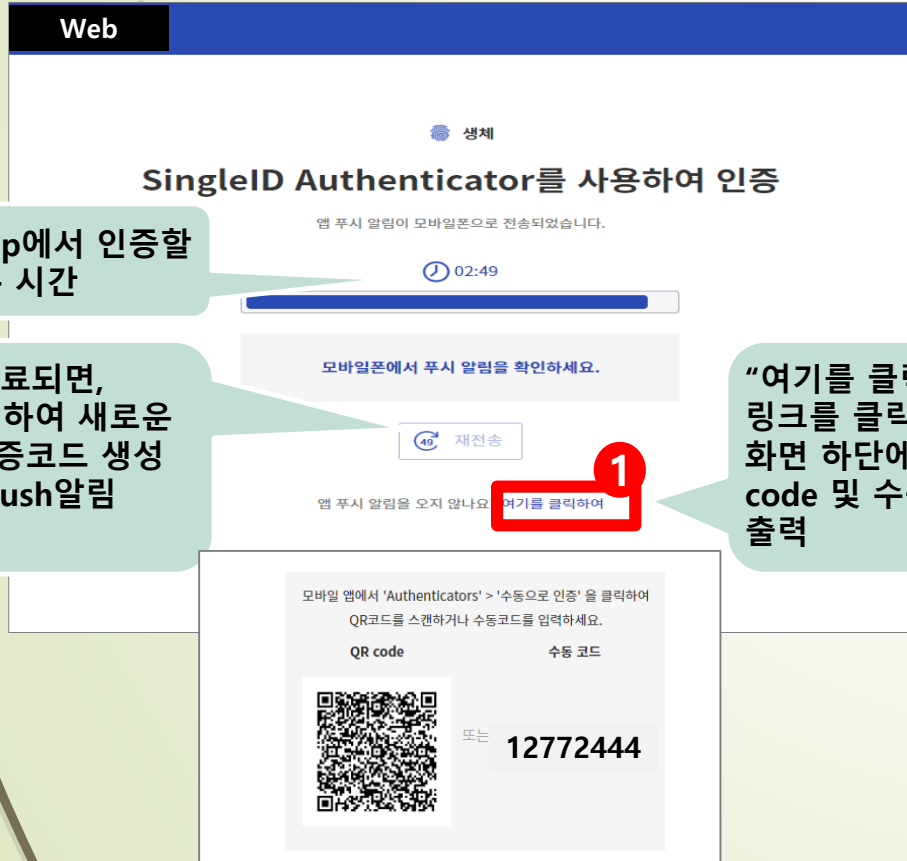 Web
생체
SingleID Authenticator를 사용하여 인증
앱 푸시 알림이 모바일폰으로 전송되었습니다.
p에서 인증할
시간
02:49
모바일폰에서 푸시 알림을 확인하세요.
료되면,
하여 새로운
증코드 생성
ush알림
49 재전송
1
앱 푸시 알림을 오지 않나요 여기를 클릭하여
“여기를 클릭
링크를 클릭
화면 하단에
code 및 수
출력
모바일 앱에서 'Authenticators' > '수동으로 인증' 을 클릭하여
QR코드를 스캔하거나 수동코드를 입력하세요.
QR code
수동 코드
또는
12772444